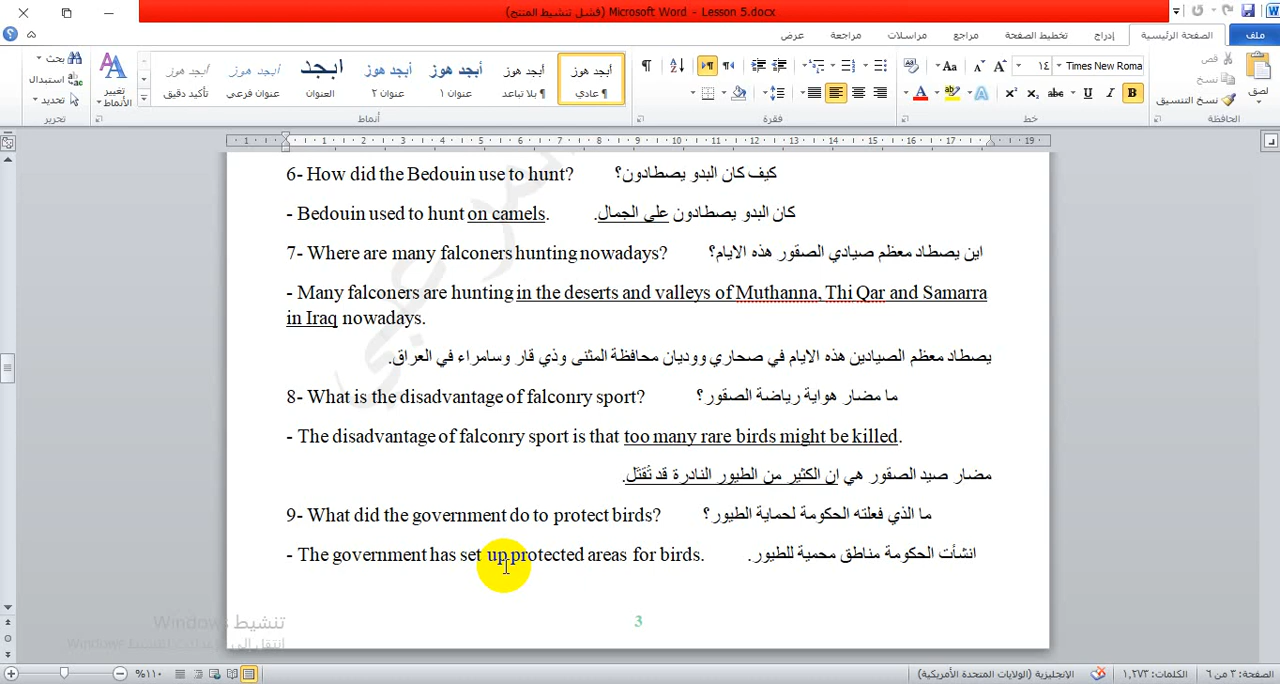 Microsoft Word - Lesson 5.docx (فشل تنشيط المنتج)
ملف الصفحة الرئيسية إدراج تخطيط الصفحة مراجع مراسلات مراجعة عرض
لصق قص نسخ نسخ التنسيق
Times New Roma ١٤
أبجد هوز ¶ عادي
أبجد هوز ¶ بلا تباعد
أبجد هوز عنوان ١
أبجد هوز عنوان ٢
ابجد العنوان
أبجد هوز عنوان فرعي
أبجد هوز تأكيد دقيق
تغيير الأنماط
بحث
استبدال
تحديد
الحافظة خط فقرة أنماط تحرير
6- How did the Bedouin use to hunt? كيف كان البدو يصطادون؟
- Bedouin used to hunt on camels. كان البدو يصطادون على الجمال.
7- Where are many falconers hunting nowadays? اين يصطاد معظم صيادي الصقور هذه الايام؟
- Many falconers are hunting in the deserts and valleys of Muthanna, Thi Qar and Samarra
in Iraq nowadays.
يصطاد معظم الصيادين هذه الايام في صحاري ووديان محافظة المثنى وذي قار وسامراء في العراق.
8- What is the disadvantage of falconry sport? ما مضار هواية رياضة الصقور؟
- The disadvantage of falconry sport is that too many rare birds might be killed.
مضار صيد الصقور هي ان الكثير من الطيور النادرة قد تُقتَل.
9- What did the government do to protect birds? ما الذي فعلته الحكومة لحماية الطيور؟
- The government has set up protected areas for birds. انشأت الحكومة مناطق محمية للطيور.
3
تنشيط Windows
الصفحة: ٣ من ٦ الكلمات: ١,٢٧٣ الإنجليزية (الولايات المتحدة الأمريكية) ١١٠%